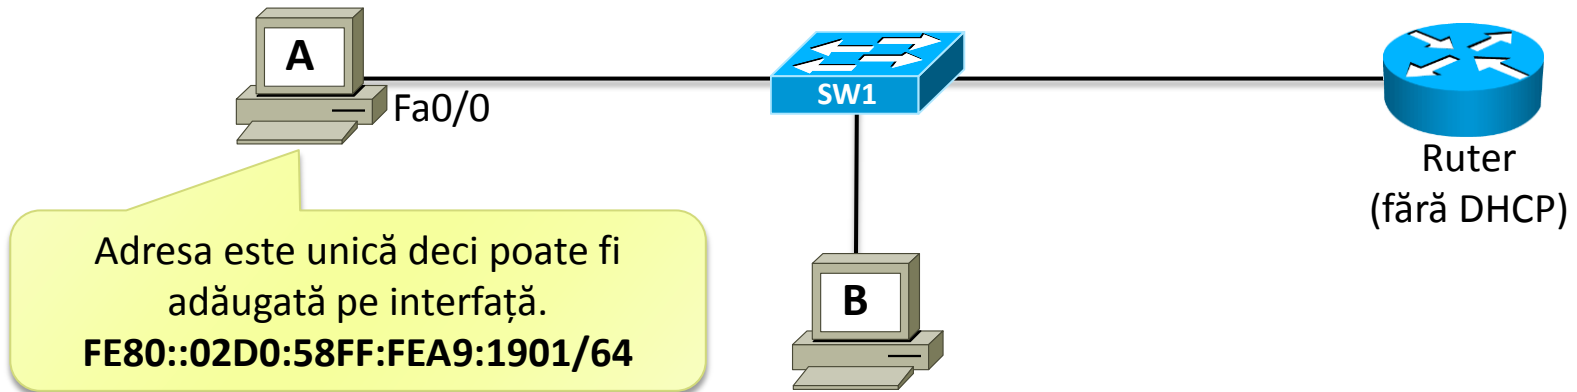 A
Fa0/0
SW1
Ruter
(fără DHCP)
Adresa este unică deci poate fi
adăugată pe interfață.
FE80::02D0:58FF:FEA9:1901/64
B